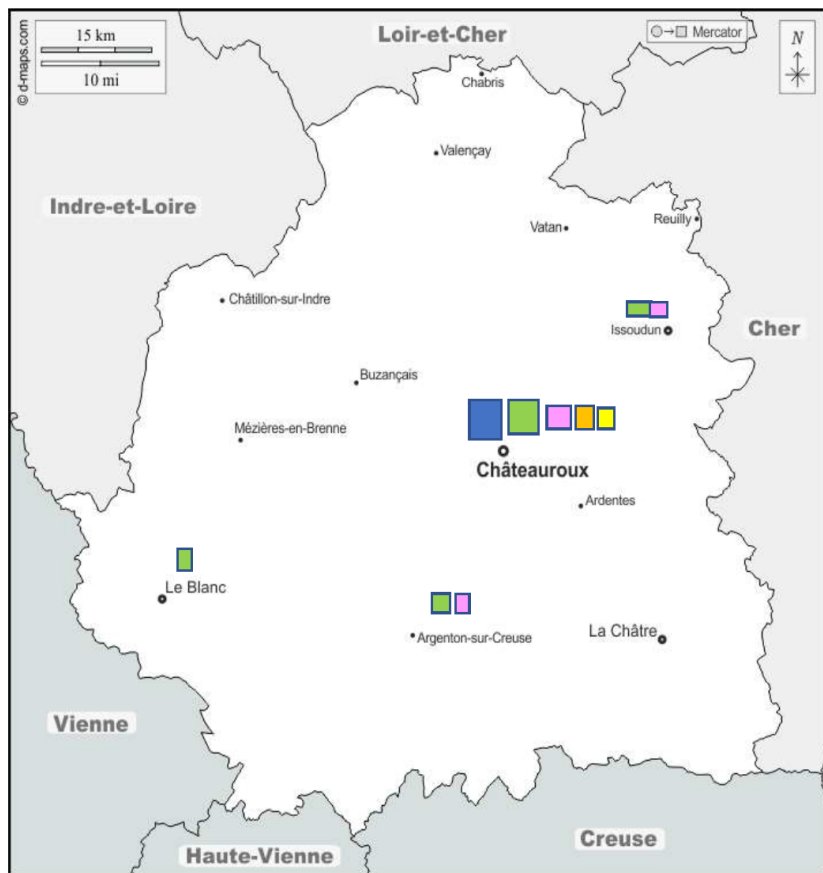 15 km
10 mi
© d-maps.com
Loir-et-Cher
Mercator
N
Chabris
Valençay
Indre-et-Loire
Vatan
Reuilly
Châtillon-sur-Indre
Issoudun
Cher
Buzançais
Mézières-en-Brenne
Châteauroux
Ardentes
Le Blanc
Argenton-sur-Creuse
La Châtre
Vienne
Creuse
Haute-Vienne